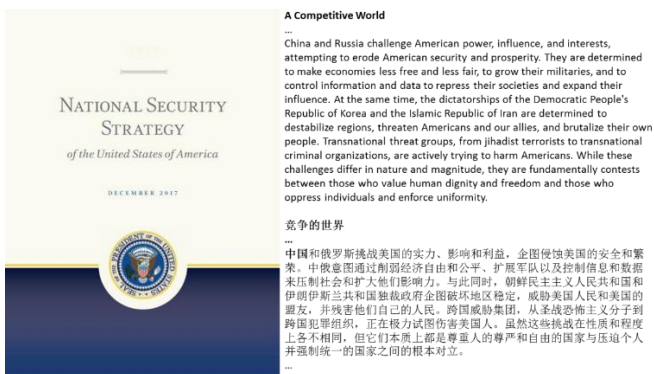 NATIONAL SECURITY
STRATEGY
of the United States of America
DECEMBER 2017
A Competitive World
...
China and Russia challenge American power, influence, and interests,
attempting to erode American security and prosperity. They are determined
to make economies less free and less fair, to grow their militaries, and to
control information and data to repress their societies and expand their
influence. At the same time, the dictatorships of the Democratic People's
Republic of Korea and the Islamic Republic of Iran are determined to
destabilize regions, threaten Americans and our allies, and brutalize their own
people. Transnational threat groups, from jihadist terrorists to transnational
criminal organizations, are actively trying to harm Americans. While these
challenges differ in nature and magnitude, they are fundamentally contests
between those who value human dignity and freedom and those who
oppress individuals and enforce uniformity.
竞争的世界
...
中国和俄罗斯挑战美国的实力、影响和利益，企图侵蚀美国的安全和繁
荣。中俄意图通过削弱经济自由和公平、扩展军队以及控制信息和数据
来压制社会和扩大他们影响力。与此同时，朝鲜民主主义人民共和国和
伊朗伊斯兰共和国独裁政府企图破坏地区稳定，威胁美国人民和美国的
盟友，并残害他们自己的人民。跨国威胁集团，从圣战恐怖主义分子到
跨国犯罪组织，正在极力试图伤害美国人。虽然这些挑战在性质和程度
上各不相同，但它们本质上都是尊重人的尊严和自由的国家与压迫个人
并强制统一的国家之间的根本对立。
...